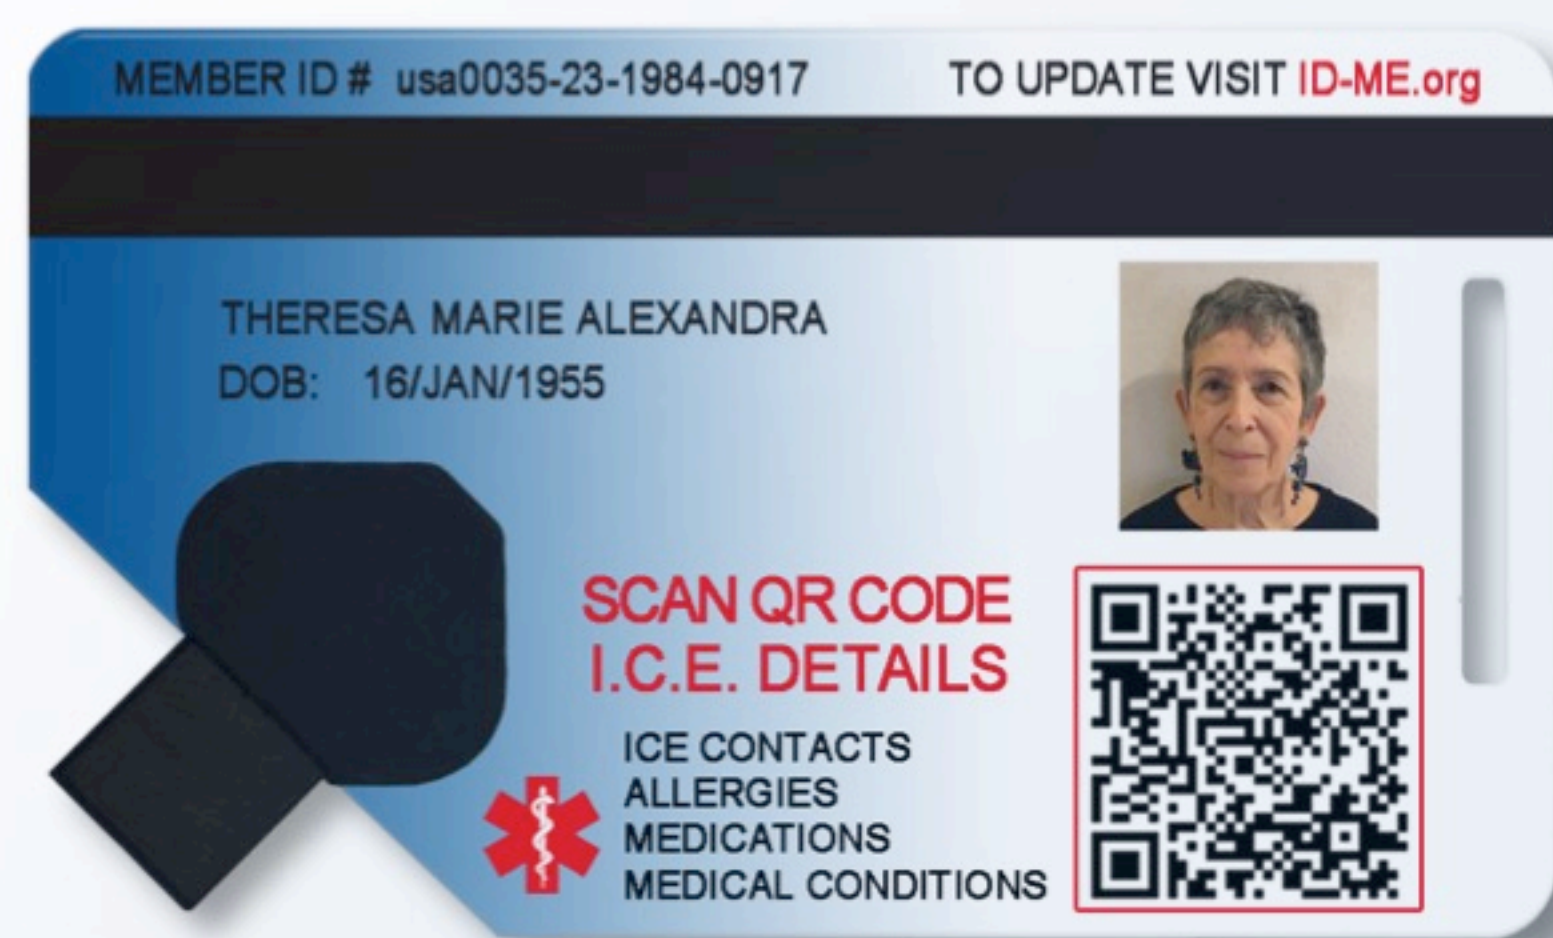 MEMBER ID # usa0035-23-1984-0917
TO UPDATE VISIT ID-ME.org
THERESA MARIE ALEXANDRA
DOB: 16/JAN/1955
SCAN QR CODE
I.C.E. DETAILS
ICE CONTACTS
ALLERGIES
MEDICATIONS
MEDICAL CONDITIONS